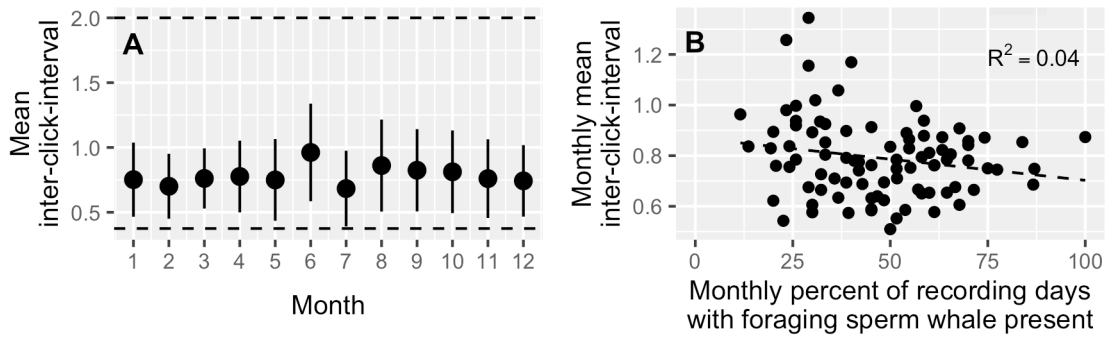 A
Mean
inter-click-interval
2.0
1.5
1.0
0.5
1 2 3 4 5 6 7 8 9 10 11 12
Month
B
R² = 0.04
Monthly mean
inter-click-interval
1.2
1.0
0.8
0.6
0 25 50 75 100
Monthly percent of recording days
with foraging sperm whale present